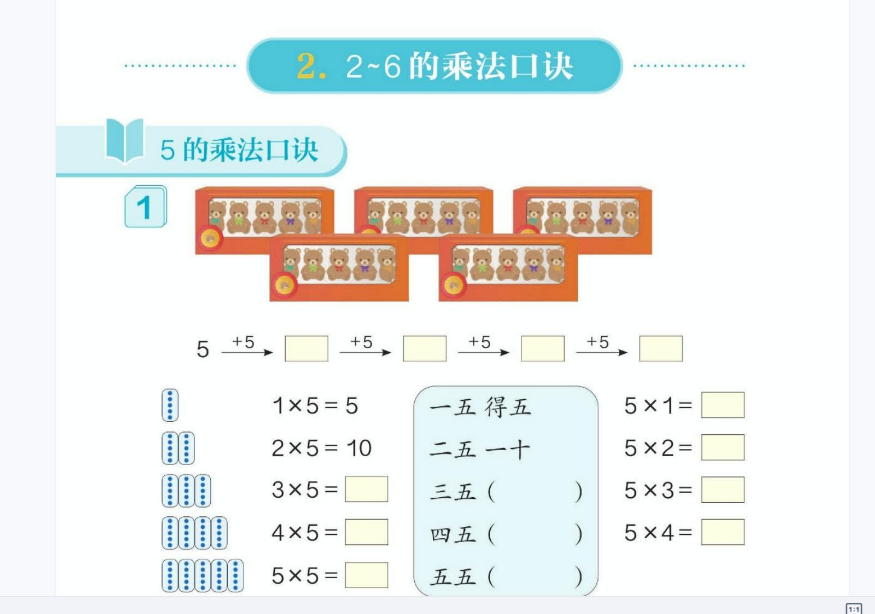 2. 2~6的乘法口诀
5的乘法口诀
1
5 +5 +5 +5 +5
1×5=5 一五得五 5×1=
2×5=10 二五一十 5×2=
3×5= 三五( ) 5×3=
4×5= 四五( ) 5×4=
5×5= 五五( )
1:1